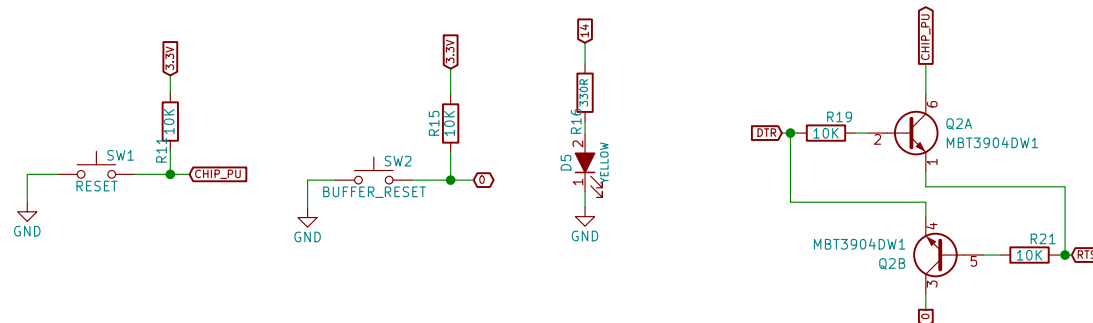 3.3V
R11
10K
SW1
RESET
CHIP_PU
GND
3.3V
R15
10K
SW2
BUFFER_RESET
0
GND
14
R16
330R
2
D5
YELLOW
1
GND
CHIP_PU
6
DTR
R19
10K
2
Q2A
MBT3904DW1
1
MBT3904DW1
Q2B
4
5
3
R21
10K
RTS
0